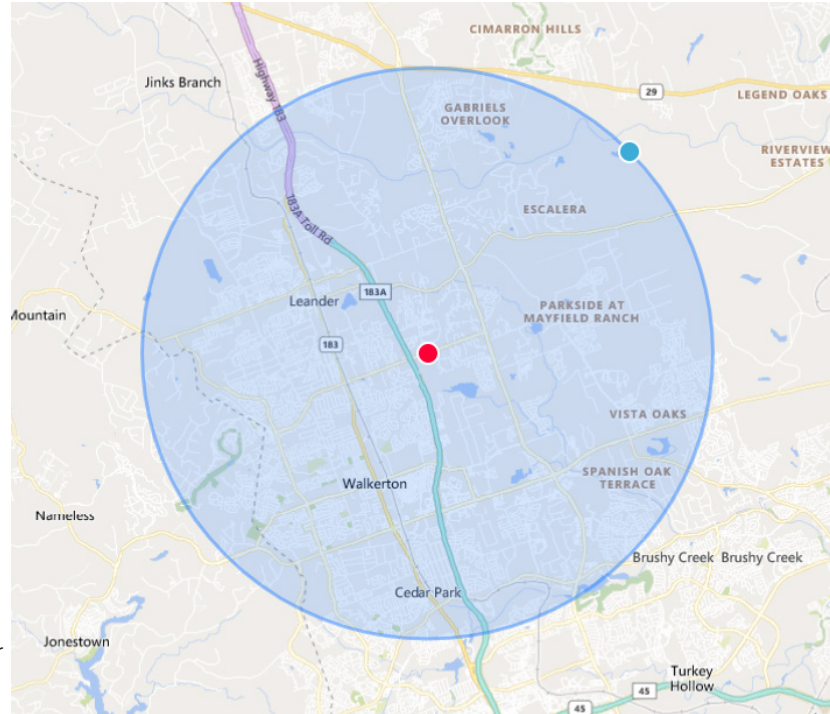 CIMARRON HILLS
Jinks Branch
Highway 183
29
LEGEND OAKS
GABRIELS
OVERLOOK
RIVERVIEW
ESTATES
183A Toll Rd
ESCALERA
183A
Leander
PARKSIDE AT
MAYFIELD RANCH
Mountain
183
VISTA OAKS
Walkerton
SPANISH OAK
TERRACE
Nameless
Brushy Creek
Brushy Creek
Cedar Park
Jonestown
Turkey
Hollow
45
45